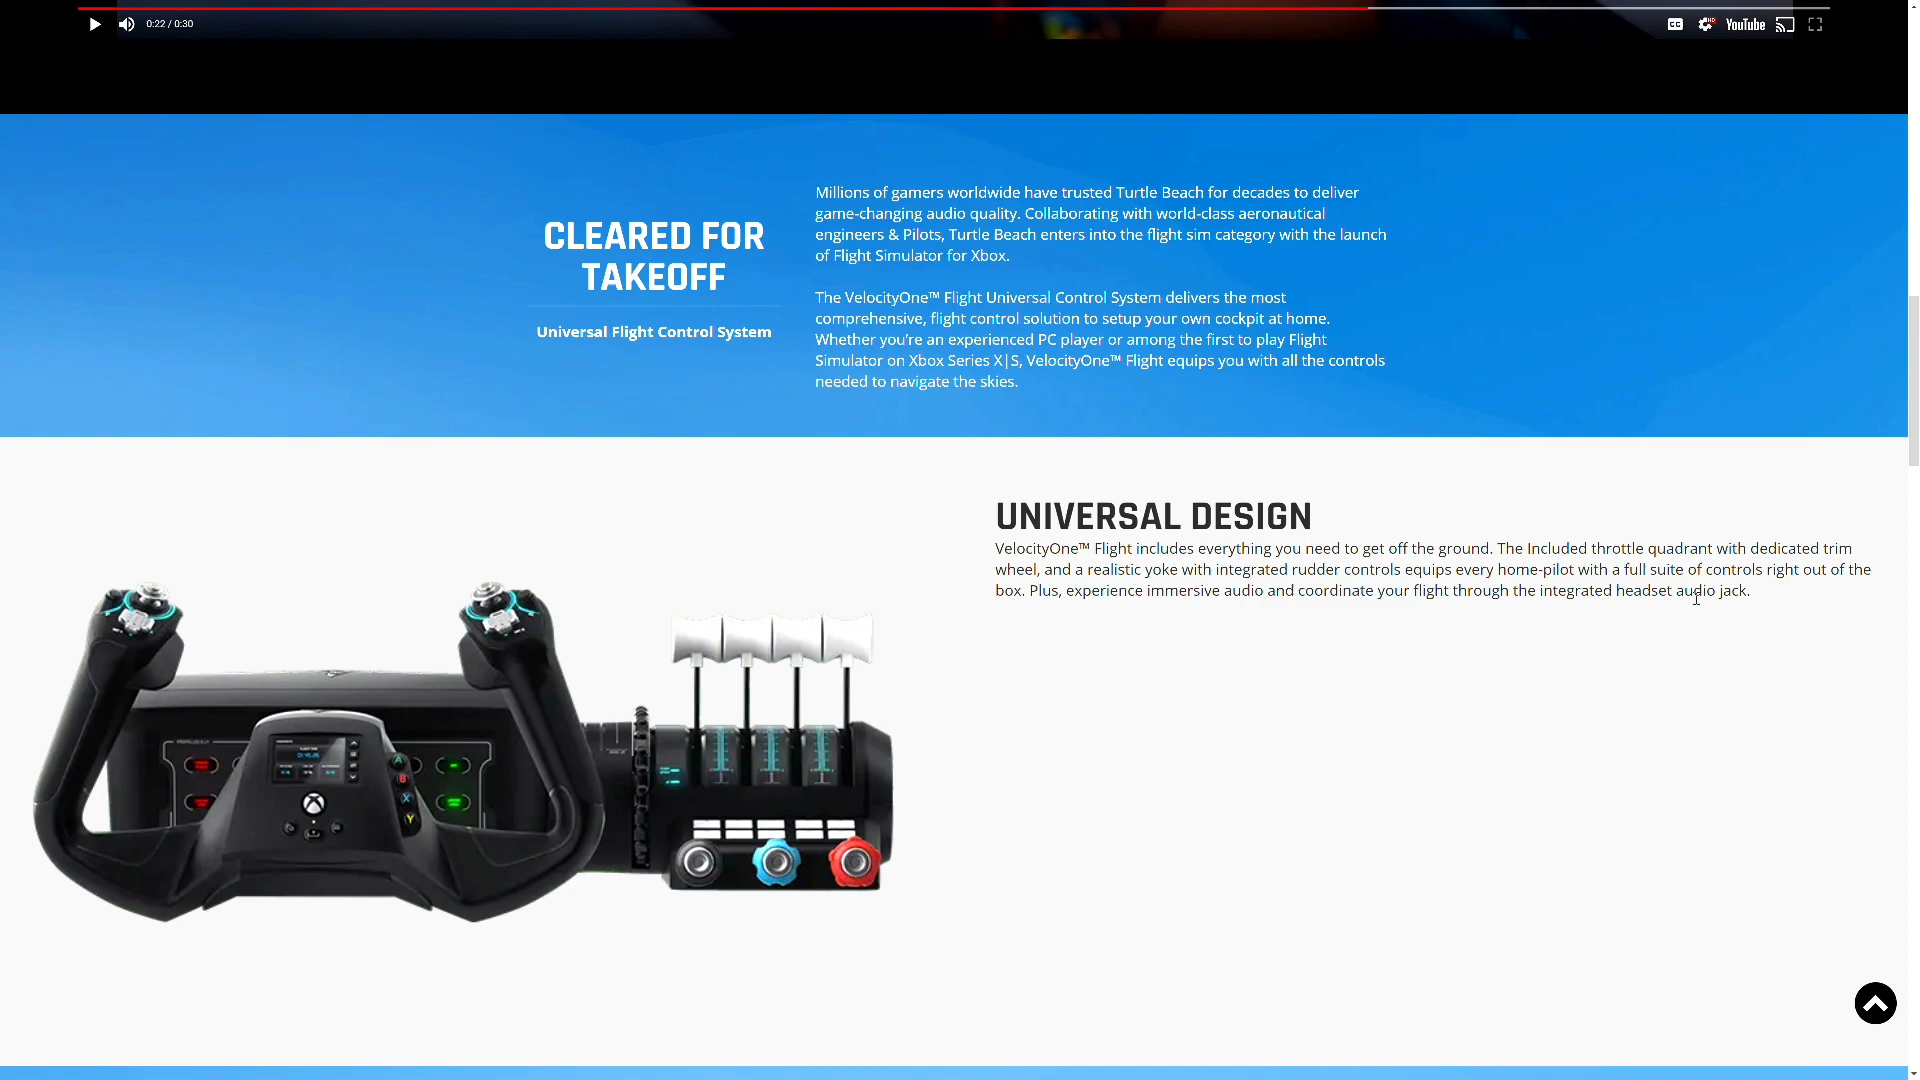 0:22 / 0:30
CC
HD
YouTube
CLEARED FOR
TAKEOFF
Universal Flight Control System
Millions of gamers worldwide have trusted Turtle Beach for decades to deliver
game-changing audio quality. Collaborating with world-class aeronautical
engineers & Pilots, Turtle Beach enters into the flight sim category with the launch
of Flight Simulator for Xbox.
The VelocityOne™ Flight Universal Control System delivers the most
comprehensive, flight control solution to setup your own cockpit at home.
Whether you’re an experienced PC player or among the first to play Flight
Simulator on Xbox Series X|S, VelocityOne™ Flight equips you with all the controls
needed to navigate the skies.
UNIVERSAL DESIGN
VelocityOne™ Flight includes everything you need to get off the ground. The Included throttle quadrant with dedicated trim
wheel, and a realistic yoke with integrated rudder controls equips every home-pilot with a full suite of controls right out of the
box. Plus, experience immersive audio and coordinate your flight through the integrated headset audio jack.
A
B
X
Y